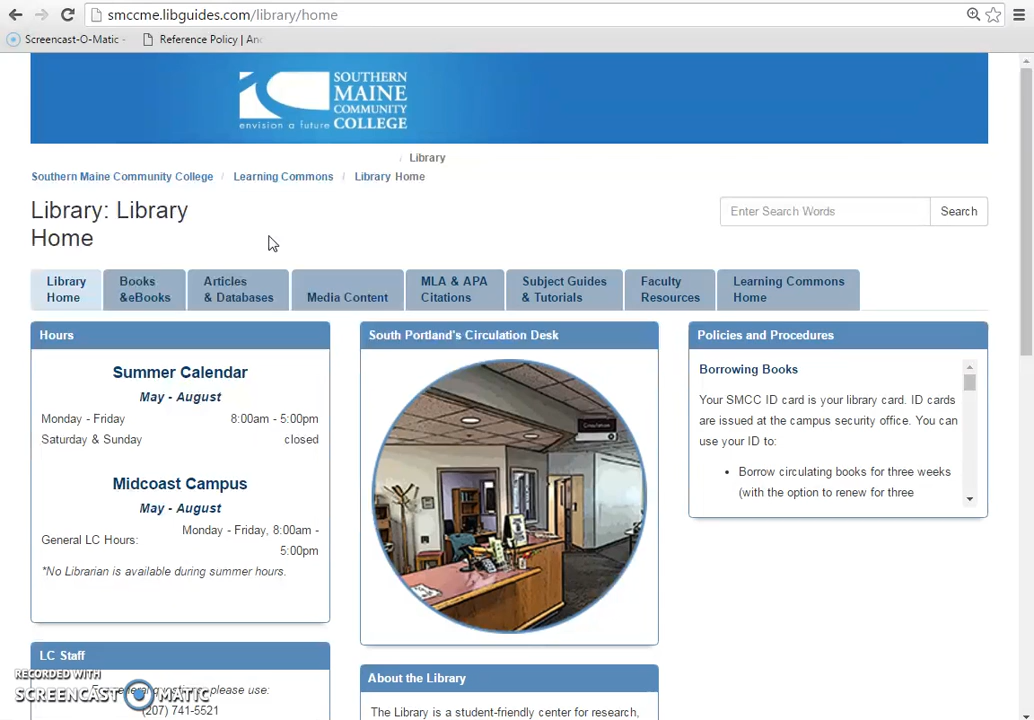 smccme.libguides.com/library/home
Screencast-O-Matic
Reference Policy | And
SOUTHERN
MAINE
COMMUNITY
COLLEGE
envision a future
/ Library
Southern Maine Community College / Learning Commons / Library Home
Library: Library
Home
Enter Search Words
Search
Library
Home
Books
&eBooks
Articles
& Databases
Media Content
MLA & APA
Citations
Subject Guides
& Tutorials
Faculty
Resources
Learning Commons
Home
Hours
Summer Calendar
May - August
Monday - Friday 8:00am - 5:00pm
Saturday & Sunday closed
Midcoast Campus
May - August
General LC Hours: Monday - Friday, 8:00am -
5:00pm
*No Librarian is available during summer hours.
LC Staff
please use:
(207) 741-5521
RECORDED WITH
SCREENCAST MATIC
South Portland's Circulation Desk
Circulation
About the Library
The Library is a student-friendly center for research,
Policies and Procedures
Borrowing Books
Your SMCC ID card is your library card. ID cards
are issued at the campus security office. You can
use your ID to:
• Borrow circulating books for three weeks
(with the option to renew for three